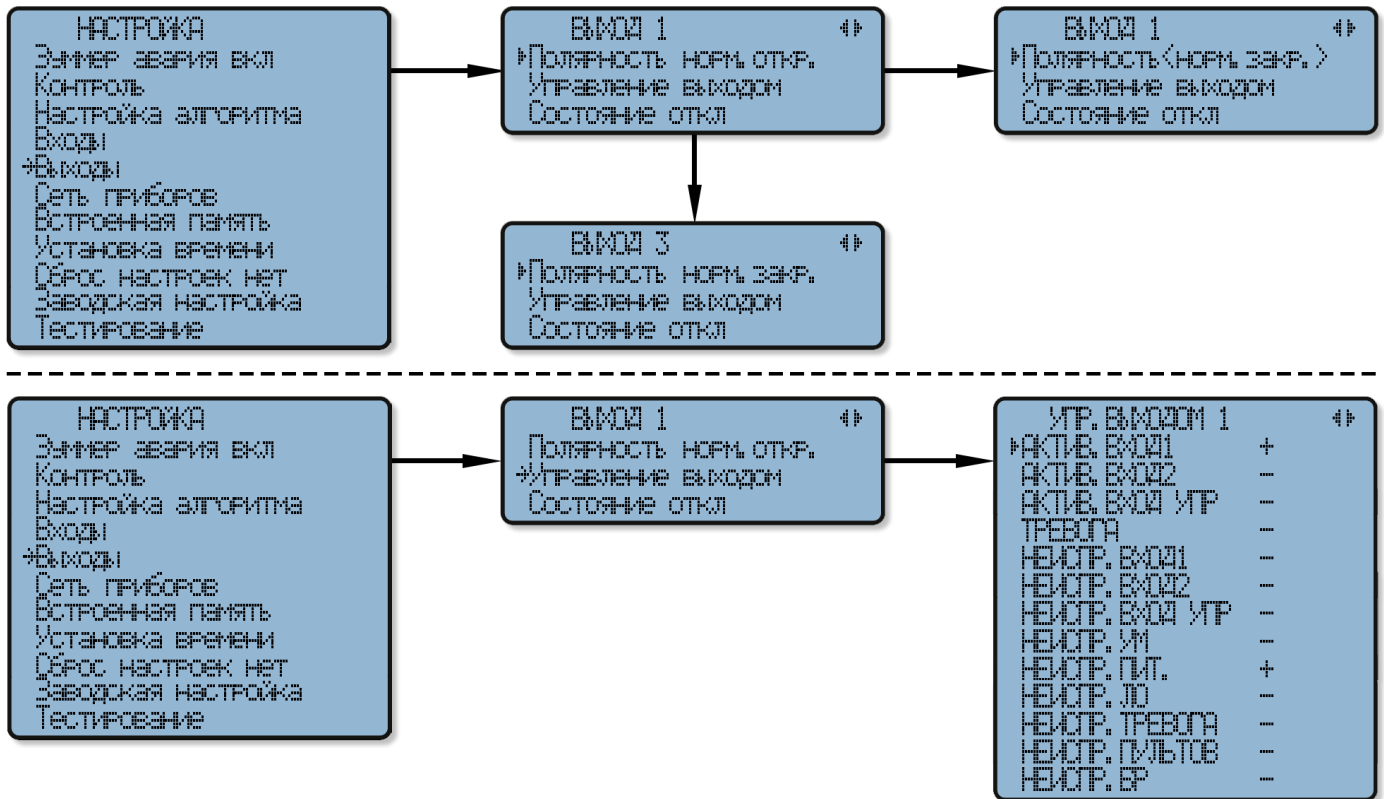 НАСТРОЙКА
Зуммер авария вкл
Контроль
Настройка алгоритма
Входы
Выходы
Сеть приборов
Встроенная память
Установка времени
Сброс настроек нет
Заводская настройка
Тестирование
ВЫХОД 1
Полярность норм. откр.
Управление выходом
Состояние откл
ВЫХОД 1
Полярность<норм. закр. >
Управление выходом
Состояние откл
ВЫХОД 3
Полярность норм. закр.
Управление выходом
Состояние откл
НАСТРОЙКА
Зуммер авария вкл
Контроль
Настройка алгоритма
Входы
Выходы
Сеть приборов
Встроенная память
Установка времени
Сброс настроек нет
Заводская настройка
Тестирование
ВЫХОД 1
Полярность норм. откр.
Управление выходом
Состояние откл
УПР. ВЫХОДОМ 1
АКТИВ. ВХОД1 +
АКТИВ. ВХОД2 -
АКТИВ. ВХОД УПР -
ТРЕВОГА -
НЕИСПР. ВХОД1 -
НЕИСПР. ВХОД2 -
НЕИСПР. ВХОД УПР -
НЕИСПР. УМ -
НЕИСПР. ПИТ. +
НЕИСПР. ЛО -
НЕИСПР. ТРЕВОГА -
НЕИСПР. ПУЛЬТОВ -
НЕИСПР. БР -